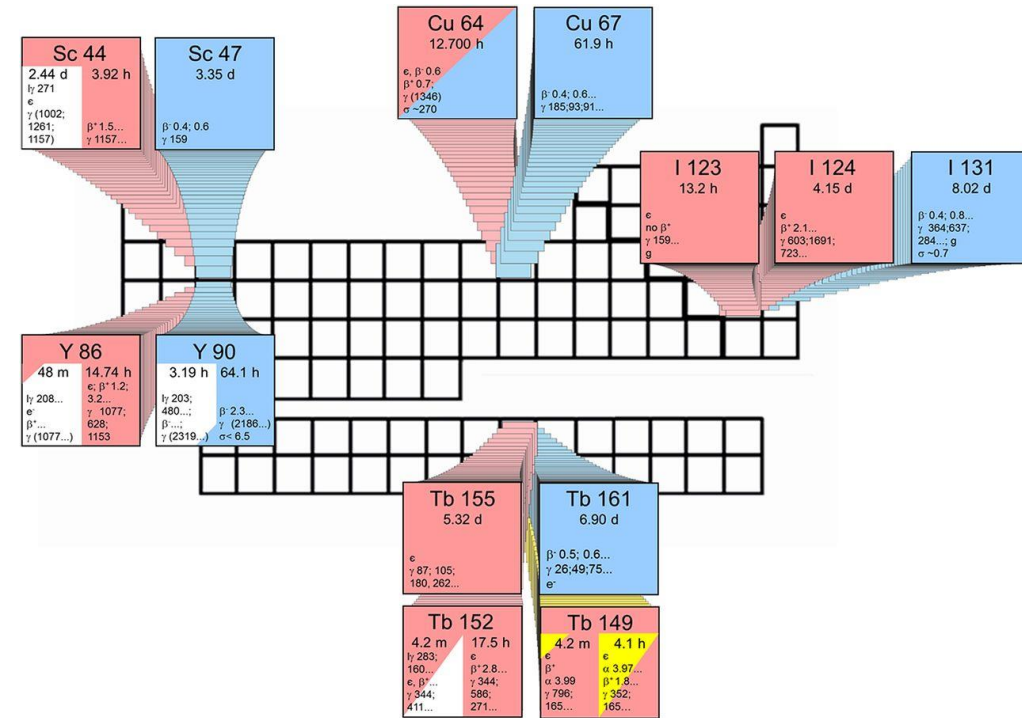 Sc 44
2.44 d 3.92 h
Iγ 271
ϵ
γ (1002;
1261;
1157)
β⁺ 1.5...
γ 1157...
Sc 47
3.35 d
β⁻ 0.4; 0.6
γ 159
Cu 64
12.700 h
ϵ, β⁻ 0.6
β⁺ 0.7;
γ (1346)
σ ~270
Cu 67
61.9 h
β⁻ 0.4; 0.6...
γ 185;93;91...
I 123
13.2 h
ϵ
no β⁺
γ 159...
g
I 124
4.15 d
ϵ
β⁺ 2.1...
γ 603;1691;
723...
I 131
8.02 d
β⁻ 0.4; 0.8...
γ 364;637;
284...; g
σ ~0.7
Y 86
48 m 14.74 h
Iγ 208...
e⁻
β⁺...
γ (1077...)
ϵ; β⁺ 1.2;
3.2...
γ 1077;
628;
1153
Y 90
3.19 h 64.1 h
Iγ 203;
480...;
β⁻...;
γ (2319...)
β⁻ 2.3...
γ (2186...)
σ< 6.5
Tb 155
5.32 d
ϵ
γ 87; 105;
180, 262...
Tb 161
6.90 d
β⁻ 0.5; 0.6...
γ 26;49;75...
e⁻
Tb 152
4.2 m 17.5 h
Iγ 283;
160...
ϵ, β⁺...
γ 344;
411...
ϵ
β⁺ 2.8...
γ 344;
586;
271...
Tb 149
4.2 m 4.1 h
ϵ
β⁺
α 3.99
γ 796;
165...
ϵ
α 3.97...
β⁺ 1.8...
γ 352;
165...